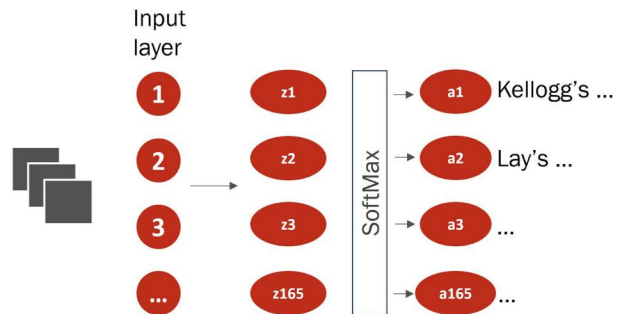 Input
layer
1 z1 a1 Kellogg's ...
2 z2 a2 Lay's ...
3 z3 a3 ...
... z165 a165 ...
SoftMax